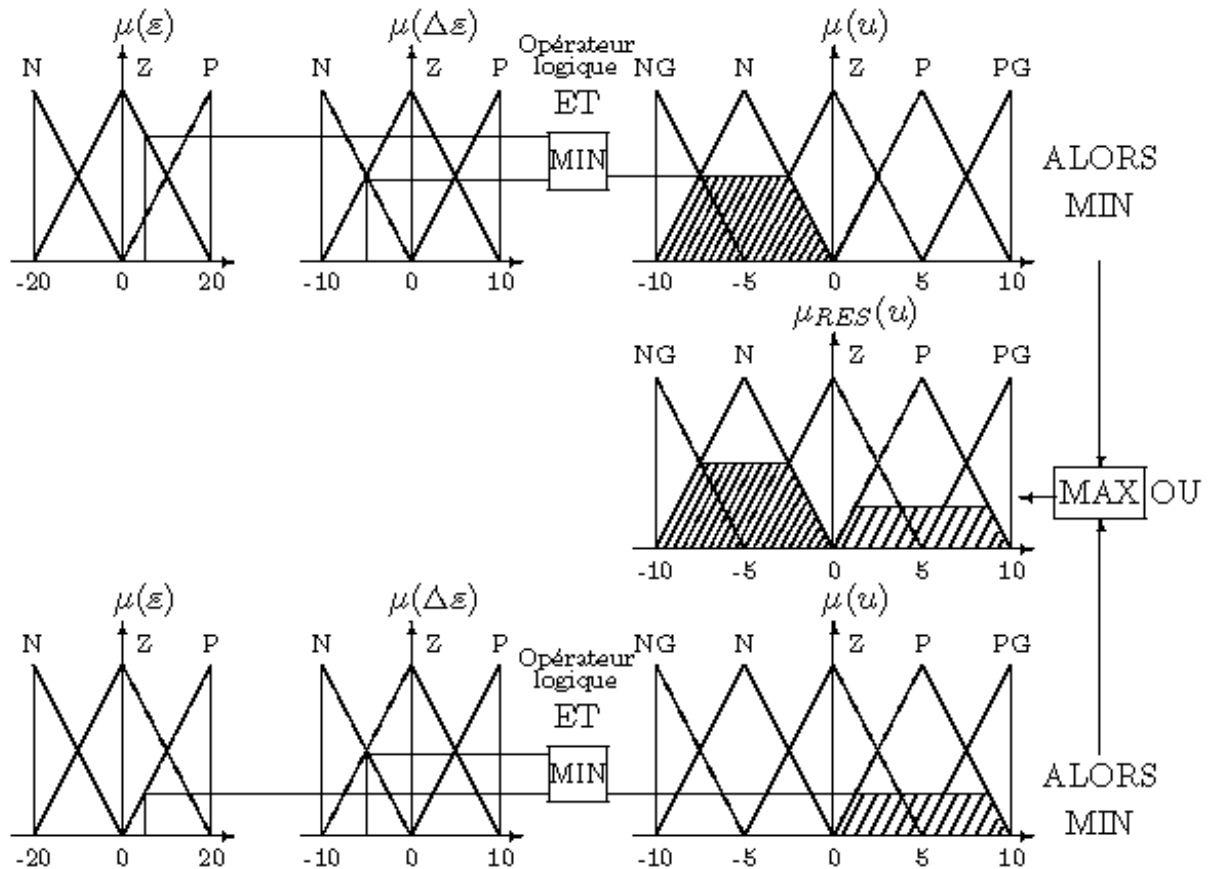 μ(ε) μ(Δε) Opérateur μ(u)
N Z P N Z P logique NG N Z P PG
ET
MIN
ALORS
MIN
-20 0 20 -10 0 10 -10 -5 0 5 10
μRES(u)
NG N Z P PG
MAX OU
-10 -5 0 5 10
μ(ε) μ(Δε) μ(u)
N Z P N Z P Opérateur NG N Z P PG
logique
ET
MIN
ALORS
MIN
-20 0 20 -10 0 10 -10 -5 0 5 10